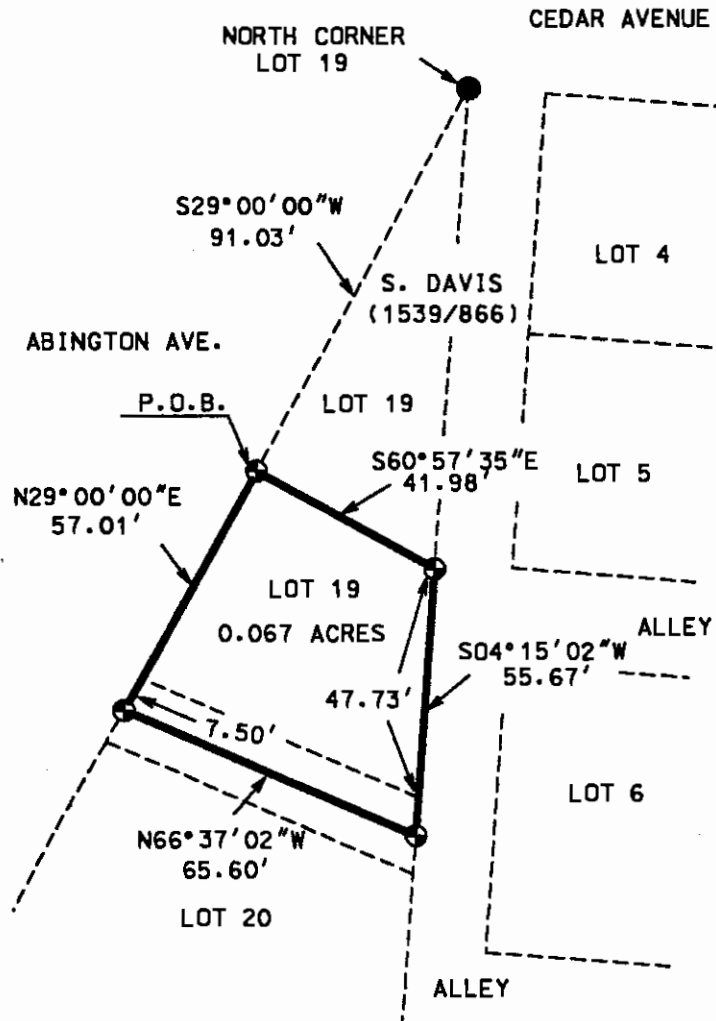 CEDAR AVENUE
NORTH CORNER
LOT 19
S29°00'00"W
91.03'
LOT 4
S. DAVIS
(1539/866)
ABINGTON AVE.
LOT 19
P.O.B.
S60°57'35"E
41.98'
LOT 5
N29°00'00"E
57.01'
LOT 19
0.067 ACRES
ALLEY
S04°15'02"W
55.67'
47.73'
7.50'
LOT 6
N66°37'02"W
65.60'
LOT 20
ALLEY